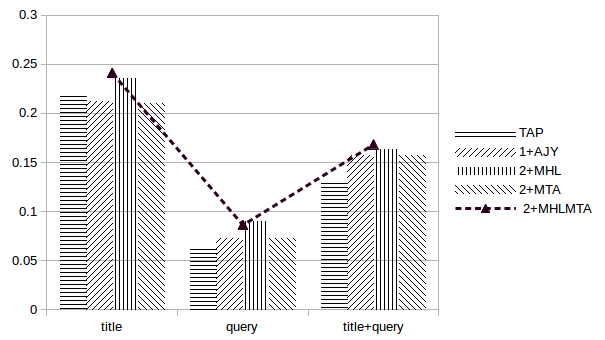 0.3
0.25
0.2
0.15
0.1
0.05
0
title
query
title+query
TAP
1+AJY
2+MHL
2+MTA
2+MHLMTA